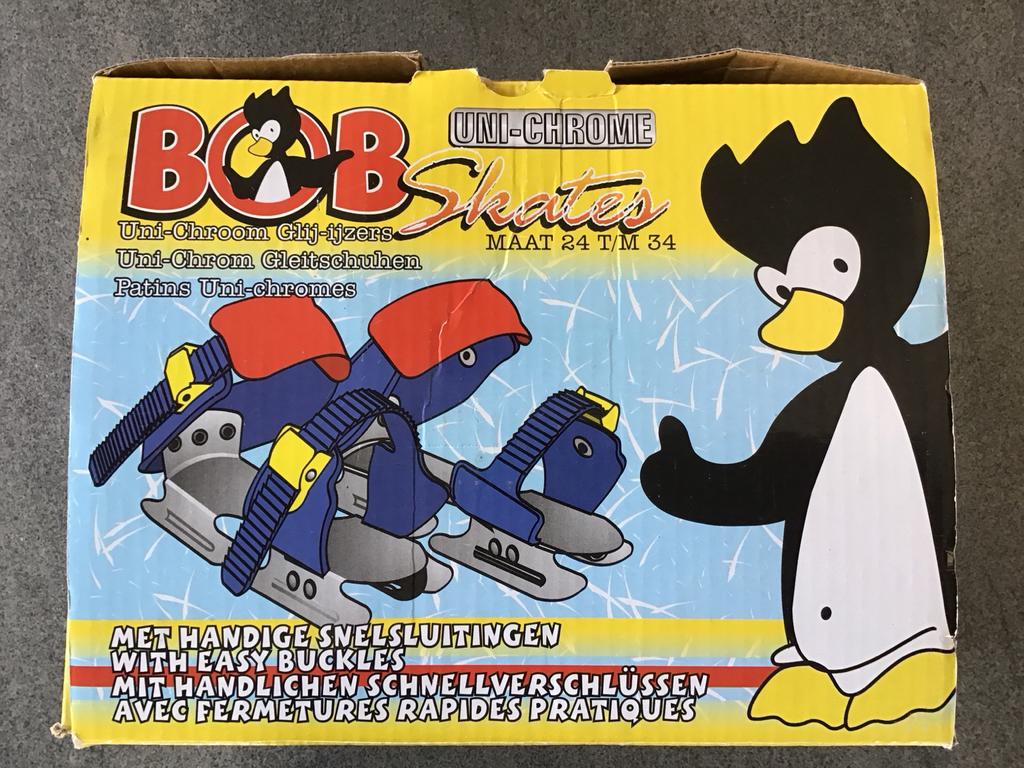 BOB
UNI-CHROME
Skates
MAAT 24 T/M 34
Uni-Chroom Glij-ijzers
Uni-Chrom Gleitschuhen
Patins Uni-chromes
MET HANDIGE SNELSLUITINGEN
WITH EASY BUCKLES
MIT HANDLICHEN SCHNELLVERSCHLÜSSEN
AVEC FERMETURES RAPIDES PRATIQUES